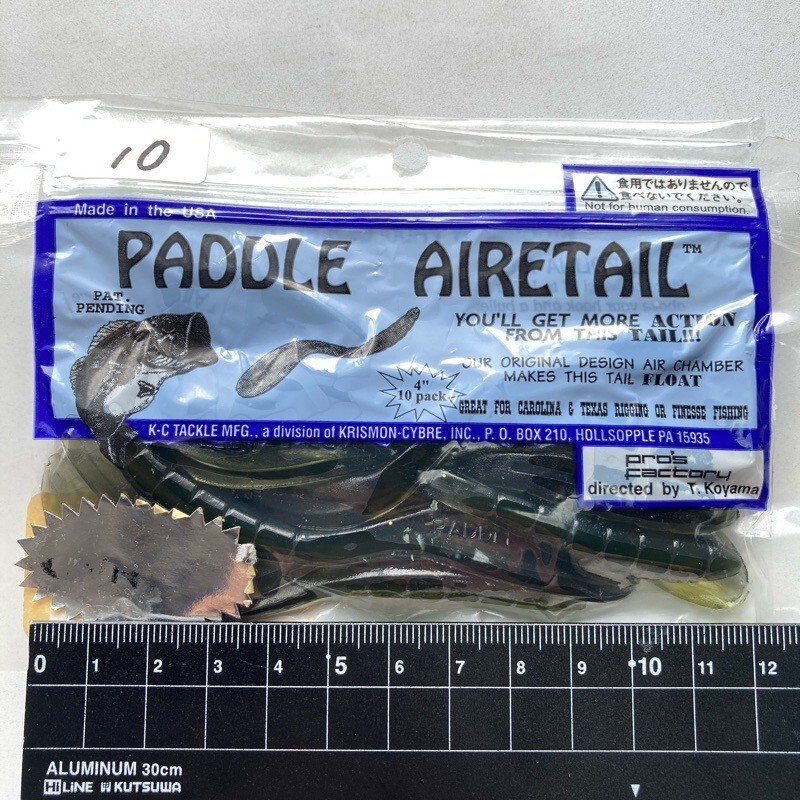 10
食用ではありませんので
食べないでください。
Not for human consumption.
Made in the USA
PADDLE AIRETAIL™
PAT.
PENDING
YOU'LL GET MORE ACTION
FROM THIS TAIL!!!
OUR ORIGINAL DESIGN AIR CHAMBER
MAKES THIS TAIL FLOAT
4"
10 pack
GREAT FOR CAROLINA & TEXAS RIGGING OR FINESSE FISHING
K-C TACKLE MFG., a division of KRISMON-CYBRE, INC., P. O. BOX 210, HOLLSOPPLE PA 15935
pro's
factory
directed by T. Koyama
0 1 2 3 4 5 6 7 8 9 10 11 12
ALUMINUM 30cm
HiLiNE KUTSUWA